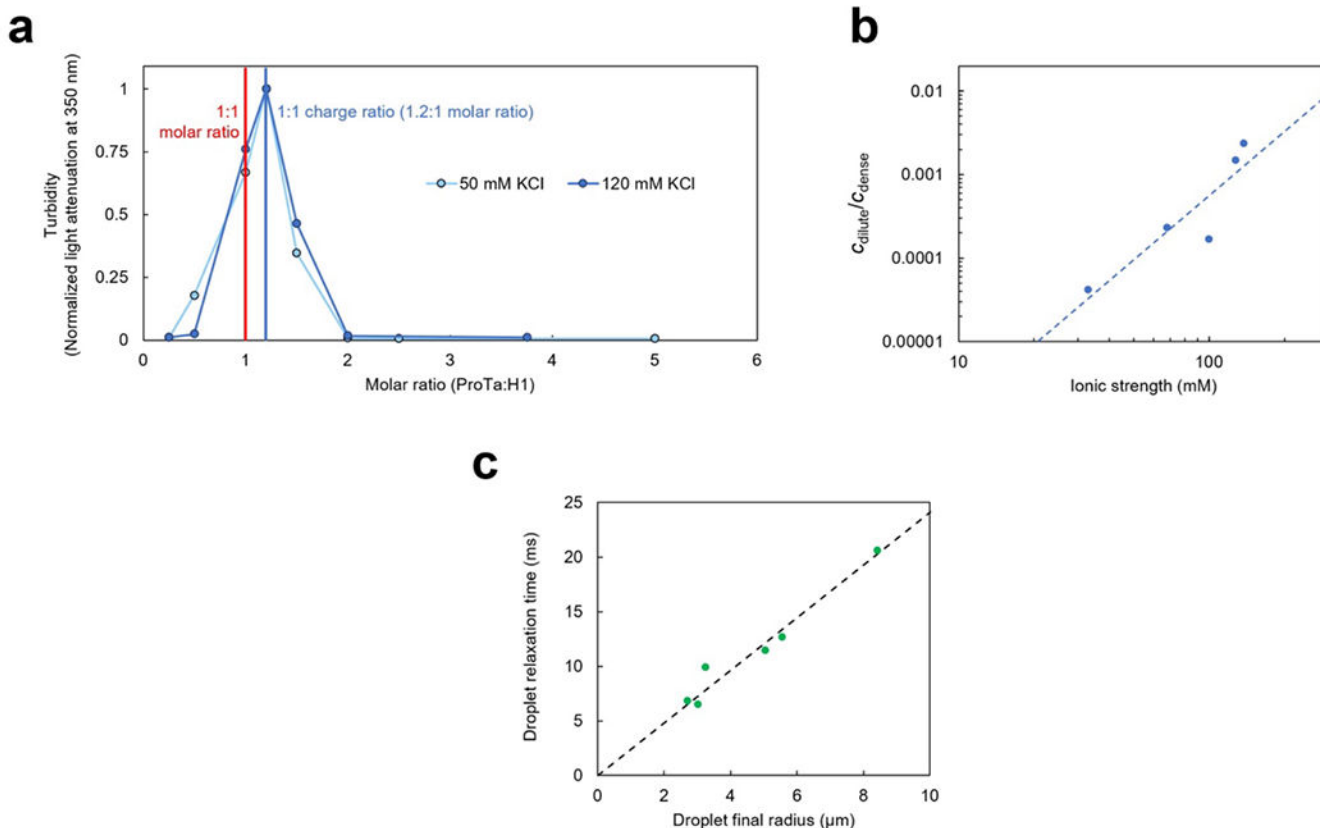 a
Turbidity
(Normalized light attenuation at 350 nm)
1
0.75
0.5
0.25
0
1:1
molar ratio
1:1 charge ratio (1.2:1 molar ratio)
50 mM KCl
120 mM KCl
0 1 2 3 4 5 6
Molar ratio (ProTa:H1)
b
cdilute/cdense
0.01
0.001
0.0001
0.00001
10 100
Ionic strength (mM)
c
Droplet relaxation time (ms)
25
20
15
10
5
0
0 2 4 6 8 10
Droplet final radius (μm)